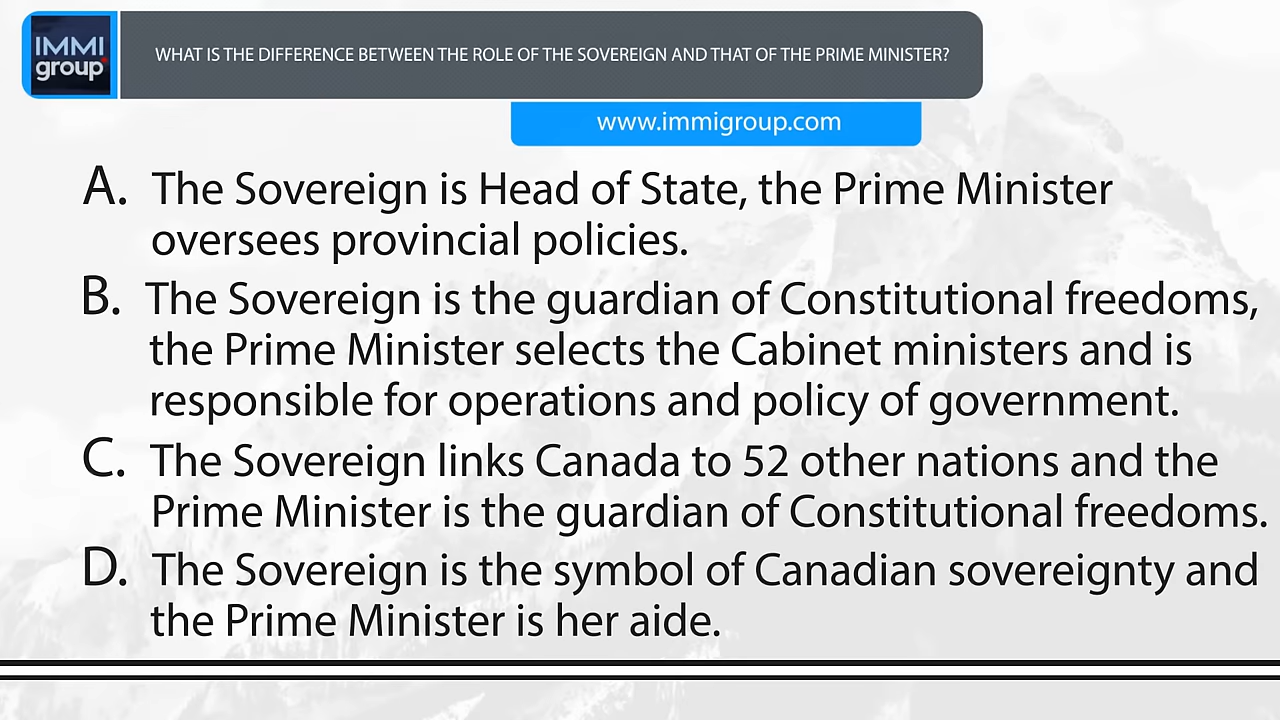 IMMI
group
WHAT IS THE DIFFERENCE BETWEEN THE ROLE OF THE SOVEREIGN AND THAT OF THE PRIME MINISTER?
www.immigroup.com
A. The Sovereign is Head of State, the Prime Minister
oversees provincial policies.
B. The Sovereign is the guardian of Constitutional freedoms,
the Prime Minister selects the Cabinet ministers and is
responsible for operations and policy of government.
C. The Sovereign links Canada to 52 other nations and the
Prime Minister is the guardian of Constitutional freedoms.
D. The Sovereign is the symbol of Canadian sovereignty and
the Prime Minister is her aide.